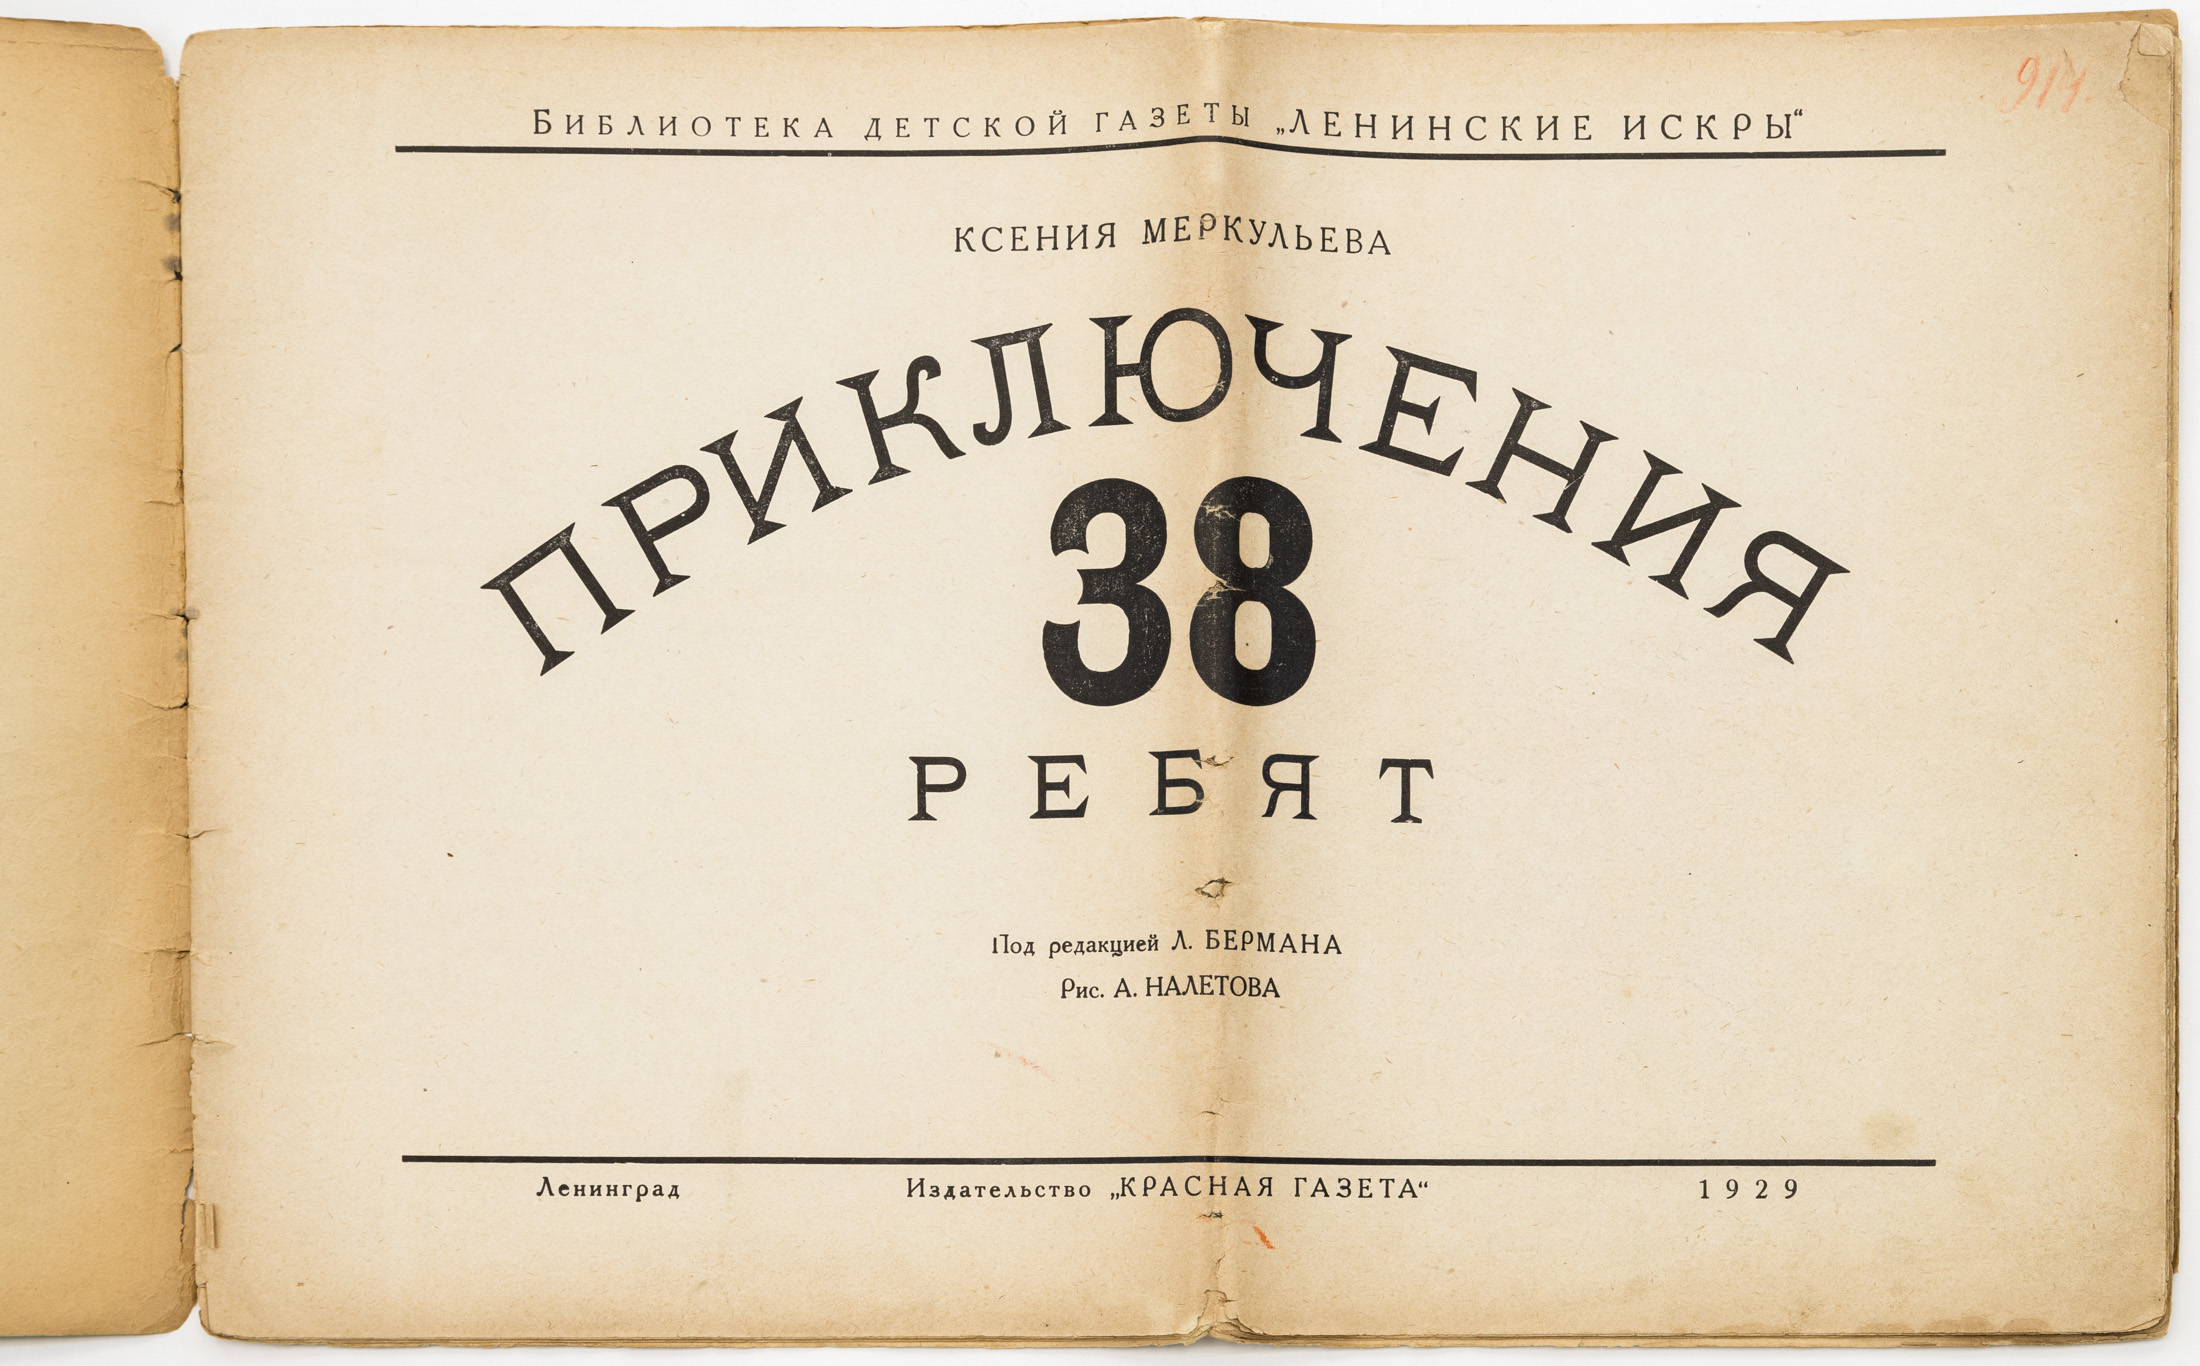 Библиотека детской газеты „ЛЕНИНСКИЕ ИСКРЫ“
КСЕНИЯ МЕРКУЛЬЕВА
ПРИКЛЮЧЕНИЯ
38
РЕБЯТ
Под редакцией Л. БЕРМАНА
Рис. А. НАЛЕТОВА
Ленинград Издательство „КРАСНАЯ ГАЗЕТА“ 1929